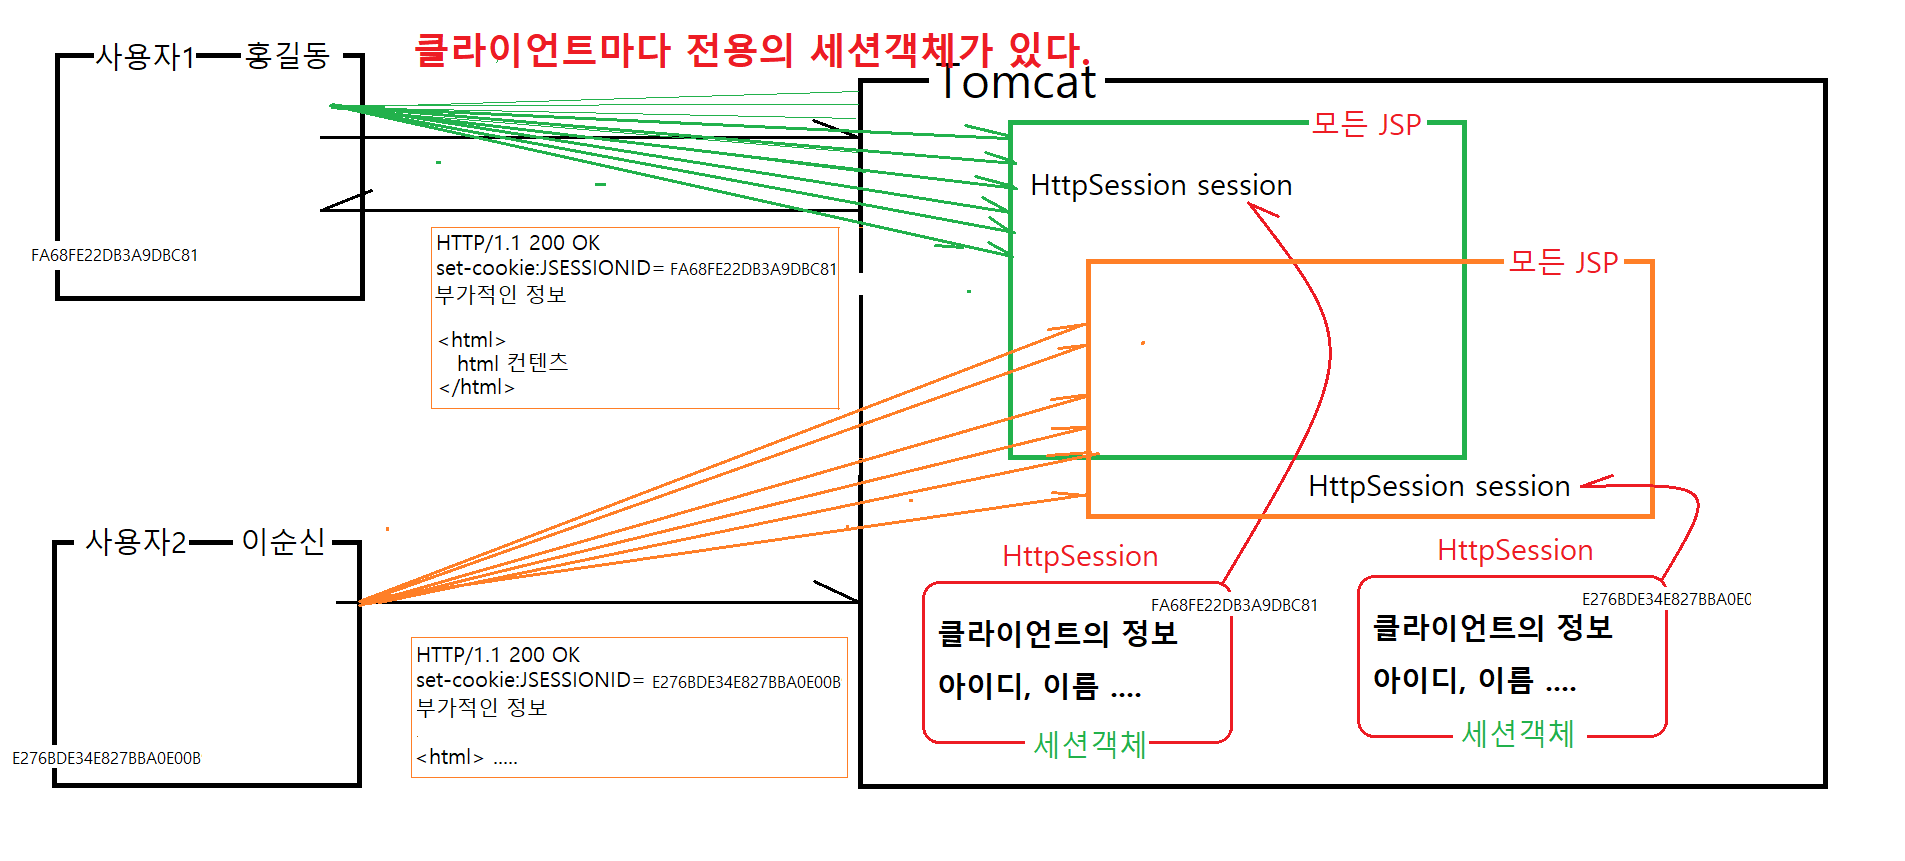 클라이언트마다 전용의 세션객체가 있다.
사용자1 홍길동
Tomcat
모든 JSP
HttpSession session
FA68FE22DB3A9DBC81
HTTP/1.1 200 OK
set-cookie:JSESSIONID= FA68FE22DB3A9DBC81
부가적인 정보
<html>
html 컨텐츠
</html>
모든 JSP
HttpSession session
사용자2 이순신
E276BDE34E827BBA0E00B
HTTP/1.1 200 OK
set-cookie:JSESSIONID= E276BDE34E827BBA0E00B
부가적인 정보
<html> .....
HttpSession
FA68FE22DB3A9DBC81
클라이언트의 정보
아이디, 이름 ....
세션객체
HttpSession
E276BDE34E827BBA0E0
클라이언트의 정보
아이디, 이름 ....
세션객체